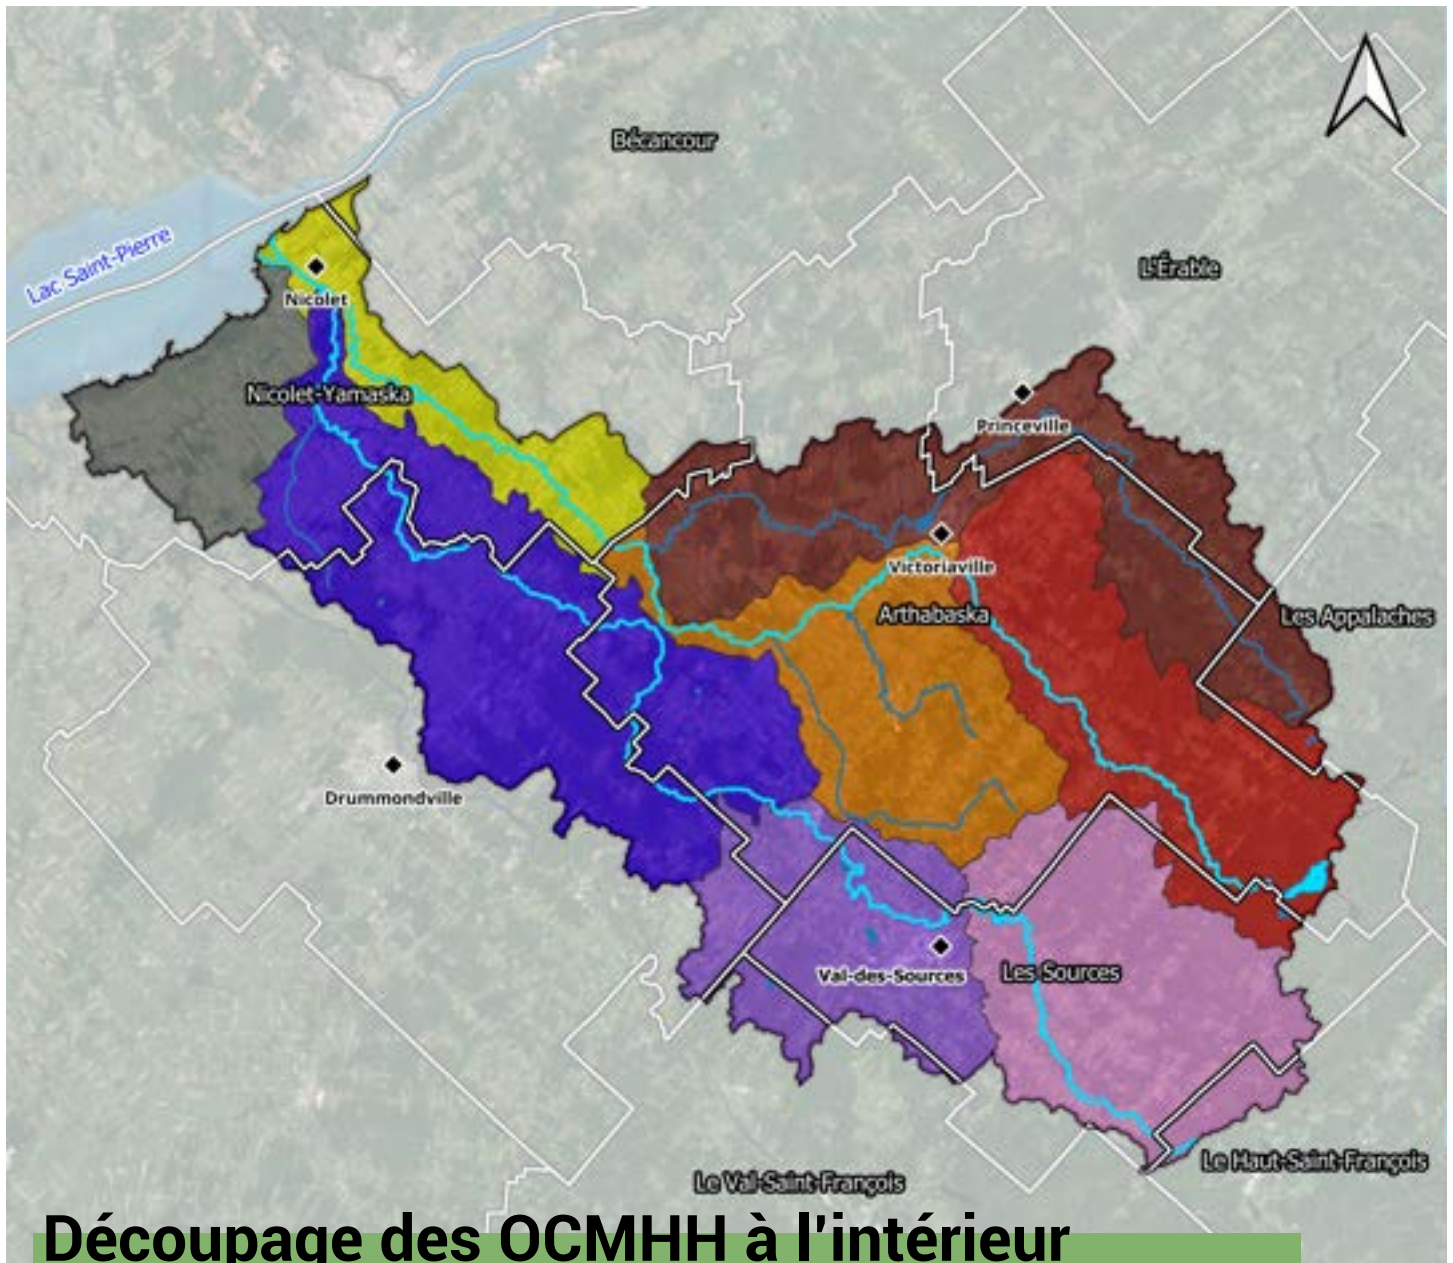 Bécancour
Lac Saint-Pierre
L'Érable
Nicolet
Nicolet-Yamaska
Princeville
Victoriaville
Arthabaska
Les Appalaches
Drummondville
Val-des-Sources
Les Sources
Le Haut-Saint-François
Le Val-Saint-François
Découpage des OCMHH à l'intérieur